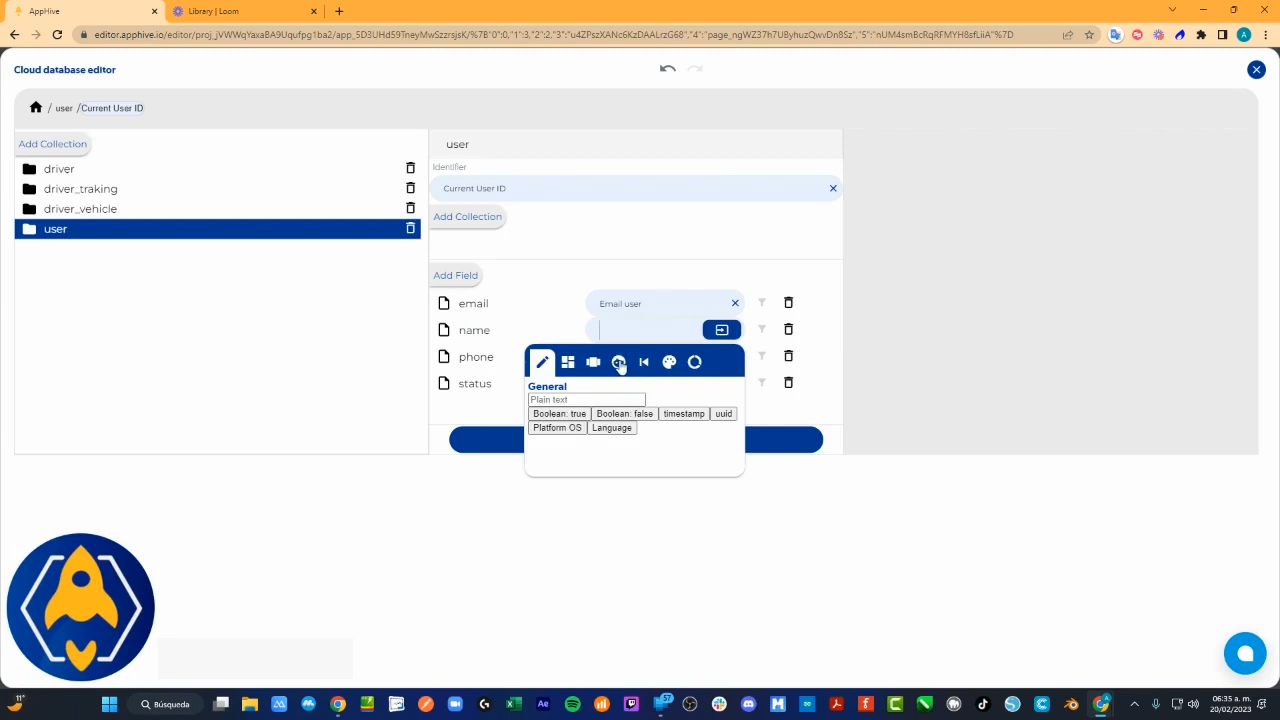 AppHive
Library | Loom
editor.apphive.io/editor/proj_jVWWqYaxaBA9Uqufpg1ba2/app_5D3UHd59TneyMwSzzrsjsK/%7B"0":0,"1":3,"2":2,"3":"u4ZPszXANc6KzDAALrzG68","4":"page_ngWZ37h7UByhuzQwvDn8Sz","5":"nUM4smBcRqRFMYH8sfLiiA"%7D
A
Cloud database editor
/ user /Current User ID
Add Collection
driver
driver_traking
driver_vehicle
user
user
Identifier
Current User ID
Add Collection
Add Field
email
Email user
name
phone
status
General
Plain text
Boolean: true
Boolean: false
timestamp
uuid
Platform OS
Language
11°
Búsqueda
57
06:35 a. m.
20/02/2023